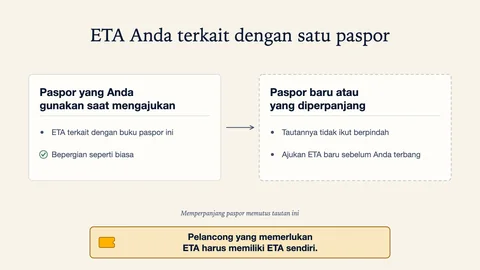 ETA Anda terkait dengan satu paspor
Paspor yang Anda
gunakan saat mengajukan
• ETA terkait dengan buku paspor ini
Bepergian seperti biasa
Paspor baru atau
yang diperpanjang
• Tautannya tidak ikut berpindah
• Ajukan ETA baru sebelum Anda terbang
Memperpanjang paspor memutus tautan ini
Pelancong yang memerlukan
ETA harus memiliki ETA sendiri.